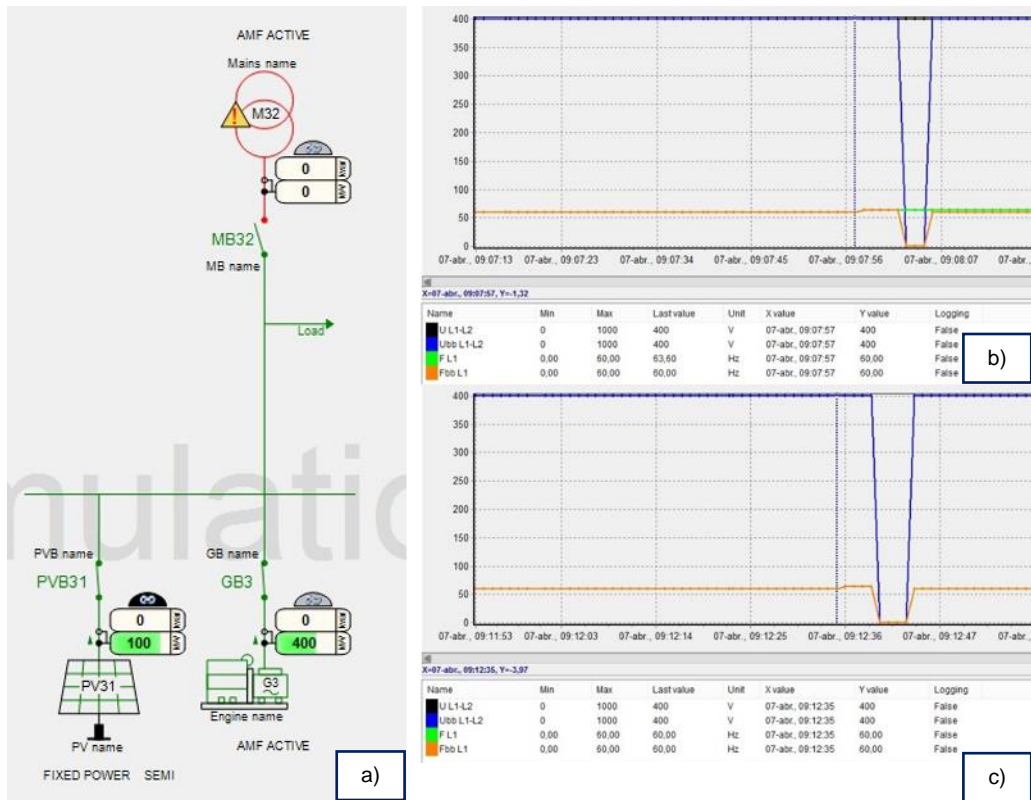 AMF ACTIVE
Mains name
M32
0 kvar
0 kW
MB32
MB name
Load
mulatic
PVB name
PVB31
GB name
GB3
0 kvar
100 kW
0 kvar
400 kW
PV31
G3
PV name
Engine name
FIXED POWER SEMI
AMF ACTIVE
a)
400
350
300
250
200
150
100
50
0
07-abr., 09:07:13 07-abr., 09:07:23 07-abr., 09:07:34 07-abr., 09:07:45 07-abr., 09:07:56 07-abr., 09:08:07 07-abr.,
X=07-abr., 09:07:57, Y=-1,32
Name Min Max Last value Unit X value Y value Logging
U L1-L2 0 1000 400 V 07-abr., 09:07:57 400 False
Ubb L1-L2 0 1000 400 V 07-abr., 09:07:57 400 False
F L1 0,00 60,00 63,60 Hz 07-abr., 09:07:57 60,00 False
Fbb L1 0,00 60,00 60,00 Hz 07-abr., 09:07:57 60,00 False
b)
400
350
300
250
200
150
100
50
0
07-abr., 09:11:53 07-abr., 09:12:03 07-abr., 09:12:14 07-abr., 09:12:25 07-abr., 09:12:36 07-abr., 09:12:47 07-abr.,
X=07-abr., 09:12:35, Y=-3,97
Name Min Max Last value Unit X value Y value Logging
U L1-L2 0 1000 400 V 07-abr., 09:12:35 400 False
Ubb L1-L2 0 1000 400 V 07-abr., 09:12:35 400 False
F L1 0,00 60,00 60,00 Hz 07-abr., 09:12:35 60,00 False
Fbb L1 0,00 60,00 60,00 Hz 07-abr., 09:12:35 60,00 False
c)